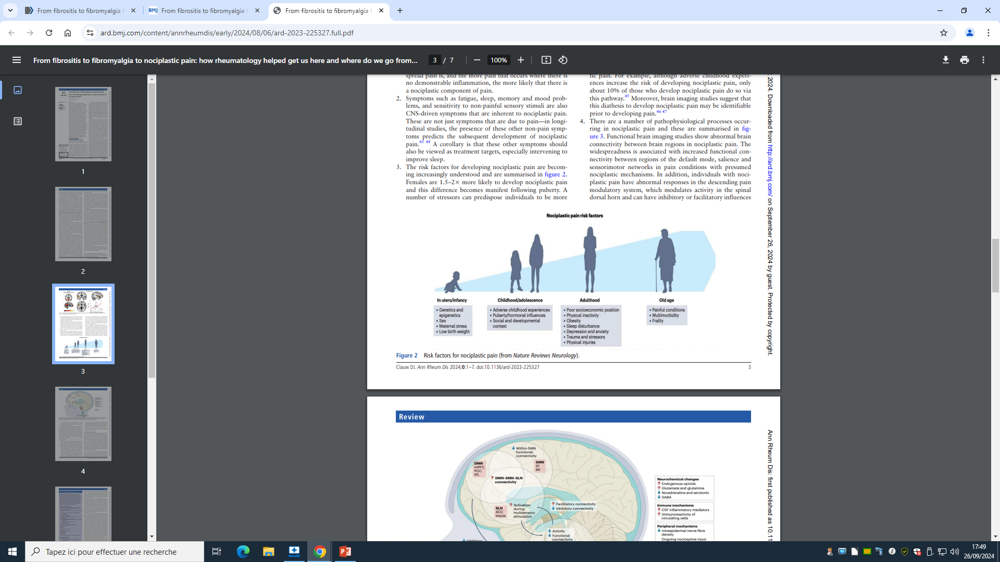 From fibrositis to fibromyalgia t
BMJ From fibrositis to fibromyalgia t
From fibrositis to fibromyalgia t
ard.bmj.com/content/annrheumdis/early/2024/08/06/ard-2023-225327.full.pdf
From fibrositis to fibromyalgia to nociplastic pain: how rheumatology helped get us here and where do we go from...
3 / 7
100%
1
2
3
4
spread pain is, and the more pain that occurs where there is
no demonstrable inflammation, the more likely that there is
a nociplastic component of pain.
2. Symptoms such as fatigue, sleep, memory and mood prob-
lems, and sensitivity to non-painful sensory stimuli are also
CNS-driven symptoms that are inherent to nociplastic pain.
These are not just symptoms that are due to pain—in longi-
tudinal studies, the presence of these other non-pain symp-
toms predicts the subsequent development of nociplastic
pain.43 44 A corollary is that these other symptoms should
also be viewed as treatment targets, especially intervening to
improve sleep.
3. The risk factors for developing nociplastic pain are becom-
ing increasingly understood and are summarised in figure 2.
Females are 1.5–2× more likely to develop nociplastic pain
and this difference becomes manifest following puberty. A
number of stressors can predispose individuals to be more
tic pain. For example, although adverse childhood experi-
ences increase the risk of developing nociplastic pain, only
about 10% of those who develop nociplastic pain do so via
this pathway.45 Moreover, brain imaging studies suggest that
this diathesis to develop nociplastic pain may be identifiable
prior to developing pain.46 47
4. There are a number of pathophysiological processes occur-
ring in nociplastic pain and these are summarised in fig-
ure 3. Functional brain imaging studies show abnormal brain
connectivity between brain regions in nociplastic pain. The
widespreadness is associated with increased functional con-
nectivity between regions of the default mode, salience and
sensorimotor networks in pain conditions with presumed
nociplastic mechanisms. In addition, individuals with noci-
plastic pain have abnormal responses in the descending pain
modulatory system, which modulates activity in the spinal
dorsal horn and can have inhibitory or facilitatory influences
Nociplastic pain risk factors
In utero/infancy
• Genetics and
epigenetics
• Sex
• Maternal stress
• Low birth weight
Childhood/adolescence
• Adverse childhood experiences
• Puberty/hormonal influences
• Social and developmental
context
Adulthood
• Poor socioeconomic position
• Physical inactivity
• Obesity
• Sleep disturbance
• Depression and anxiety
• Trauma and stressors
• Physical injuries
Old age
• Painful conditions
• Multimorbidity
• Frailty
Figure 2 Risk factors for nociplastic pain (from Nature Reviews Neurology).
Clauw DJ. Ann Rheum Dis 2024;0:1–7. doi:10.1136/ard-2023-225327
3
2024. Downloaded from http://ard.bmj.com/ on September 26, 2024 by guest. Protected by copyright.
Review
↓ Within-SMN
functional
connectivity
DMN
mPFC
PCC
IPL
SMN
S1
M1
↑ DMN–SMN–SLN
connectivity
SLN
ACC
Insula
↑ Activation
during
multisensory
stimulation
↑ Facilitatory connectivity
↓ Inhibitory connectivity
↓ Activity
↓ Functional
connectivity
↓ Inhibitory
Neurochemical changes
↑ Endogenous opioids
↑ Glutamate and glutamine
↓ Noradrenaline and serotonin
↓ GABA
Immune mechanisms
↑ CSF inflammatory mediators
↑ Immunoreactivity of
circulating cells
Peripheral mechanisms
↓ Intraepidermal nerve fibre
density
Ongoing nociceptive input
Ann Rheum Dis: first published as 10.11
Tapez ici pour effectuer une recherche
17:49
26/09/2024